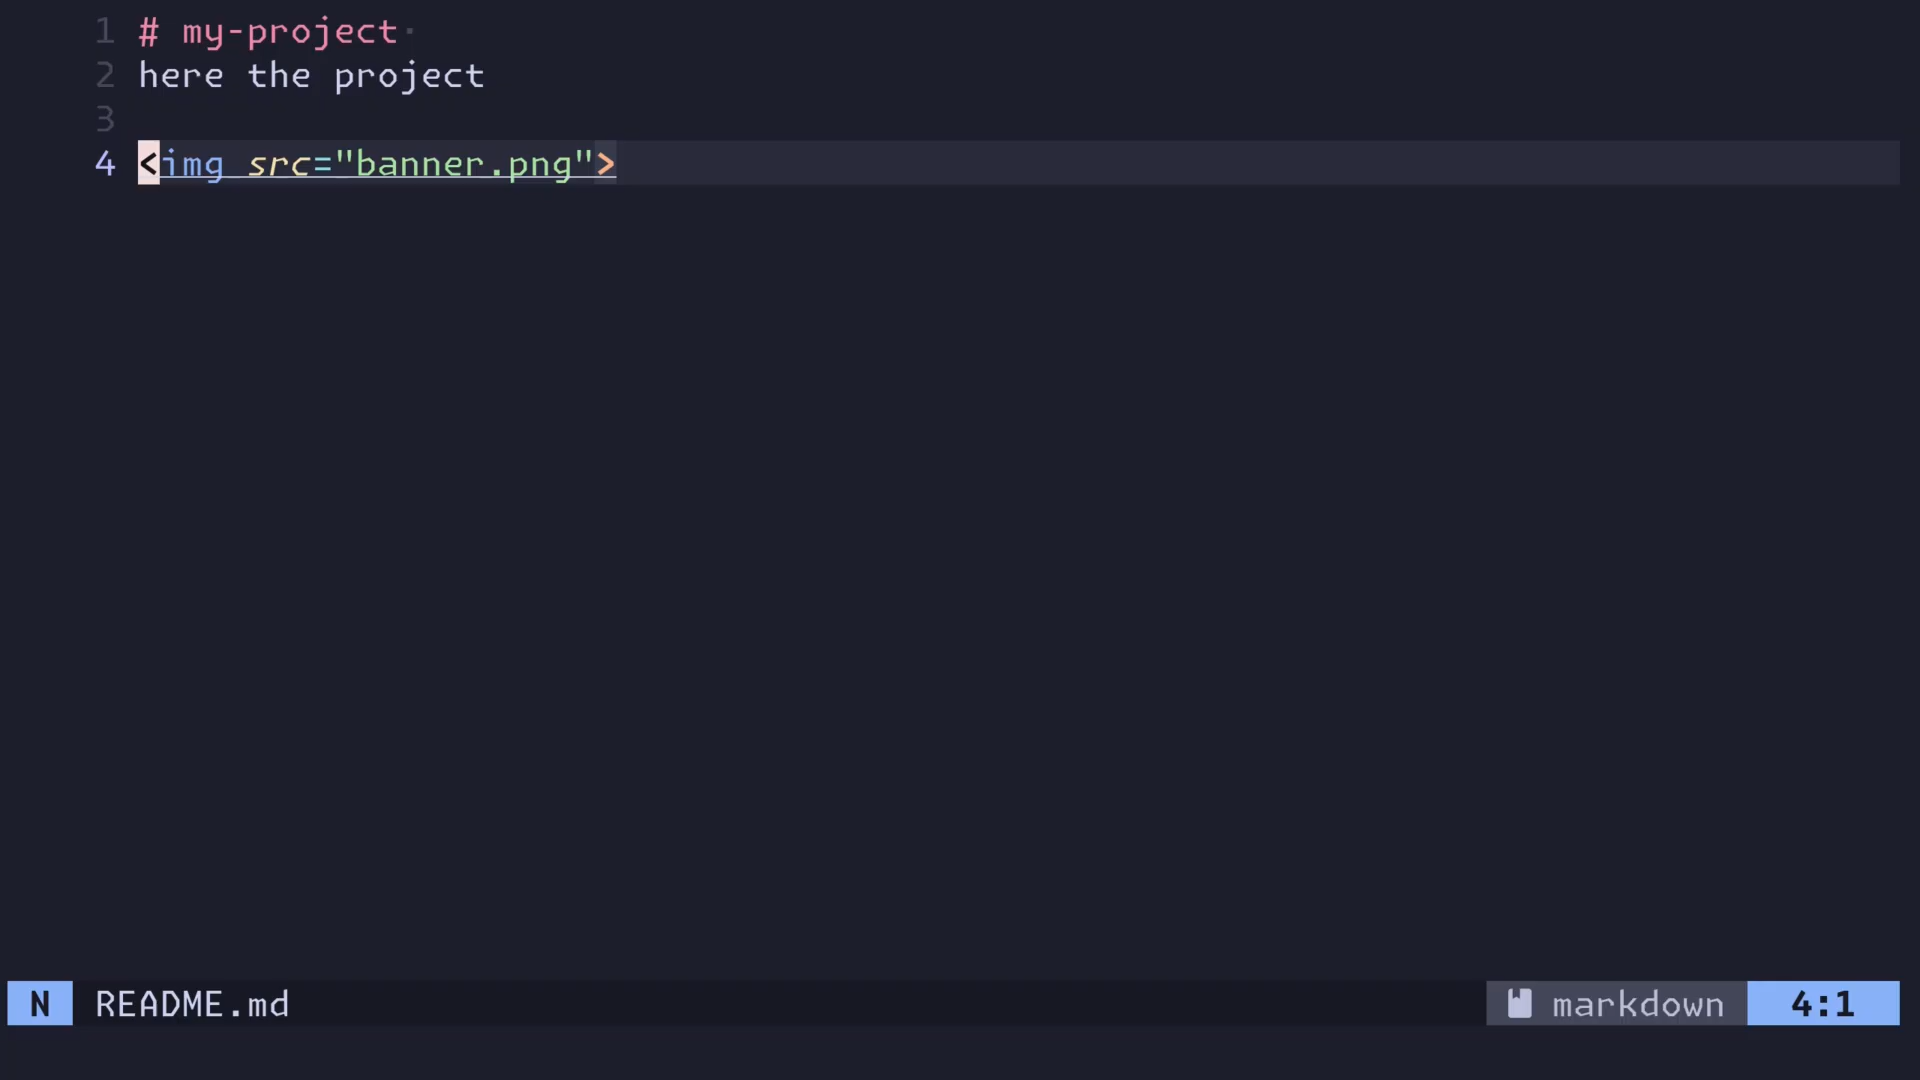 1 # my-project
2 here the project
3
4 <img src="banner.png">
N README.md markdown 4:1